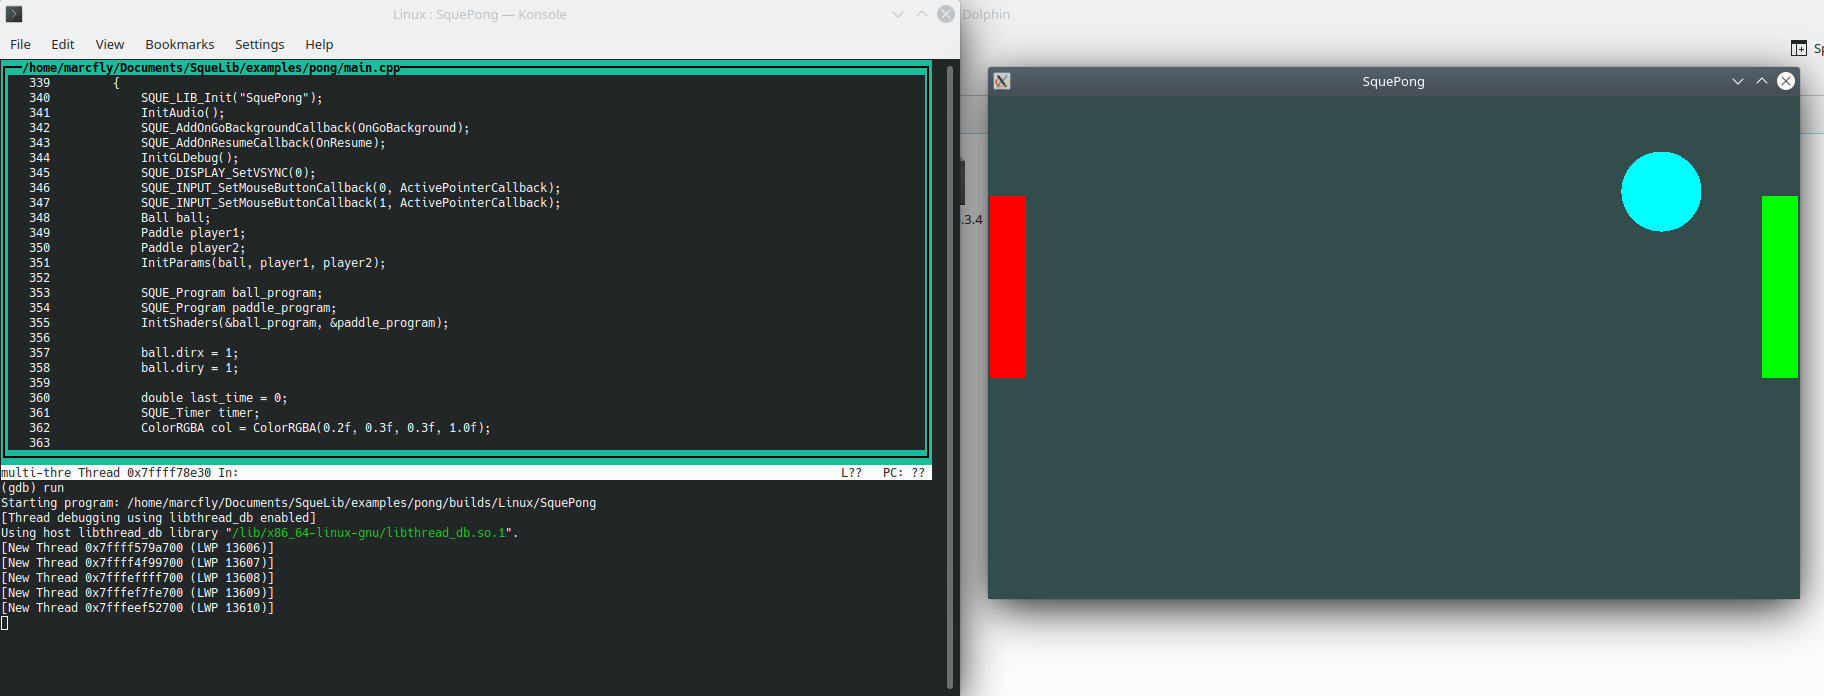 Linux : SquePong — Konsole
File Edit View Bookmarks Settings Help
/home/marcfly/Documents/SqueLib/examples/pong/main.cpp
339 {
340 SQUE_LIB_Init("SquePong");
341 InitAudio();
342 SQUE_AddOnGoBackgroundCallback(OnGoBackground);
343 SQUE_AddOnResumeCallback(OnResume);
344 InitGLDebug();
345 SQUE_DISPLAY_SetVSYNC(0);
346 SQUE_INPUT_SetMouseButtonCallback(0, ActivePointerCallback);
347 SQUE_INPUT_SetMouseButtonCallback(1, ActivePointerCallback);
348 Ball ball;
349 Paddle player1;
350 Paddle player2;
351 InitParams(ball, player1, player2);
352
353 SQUE_Program ball_program;
354 SQUE_Program paddle_program;
355 InitShaders(&ball_program, &paddle_program);
356
357 ball.dirx = 1;
358 ball.diry = 1;
359
360 double last_time = 0;
361 SQUE_Timer timer;
362 ColorRGBA col = ColorRGBA(0.2f, 0.3f, 0.3f, 1.0f);
363
multi-thre Thread 0x7ffff78e30 In: L?? PC: ??
(gdb) run
Starting program: /home/marcfly/Documents/SqueLib/examples/pong/builds/Linux/SquePong
[Thread debugging using libthread_db enabled]
Using host libthread_db library "/lib/x86_64-linux-gnu/libthread_db.so.1".
[New Thread 0x7ffff579a700 (LWP 13606)]
[New Thread 0x7ffff4f99700 (LWP 13607)]
[New Thread 0x7fffeffff700 (LWP 13608)]
[New Thread 0x7fffef7fe700 (LWP 13609)]
[New Thread 0x7fffeef52700 (LWP 13610)]
Dolphin
Sp
.3.4
SquePong